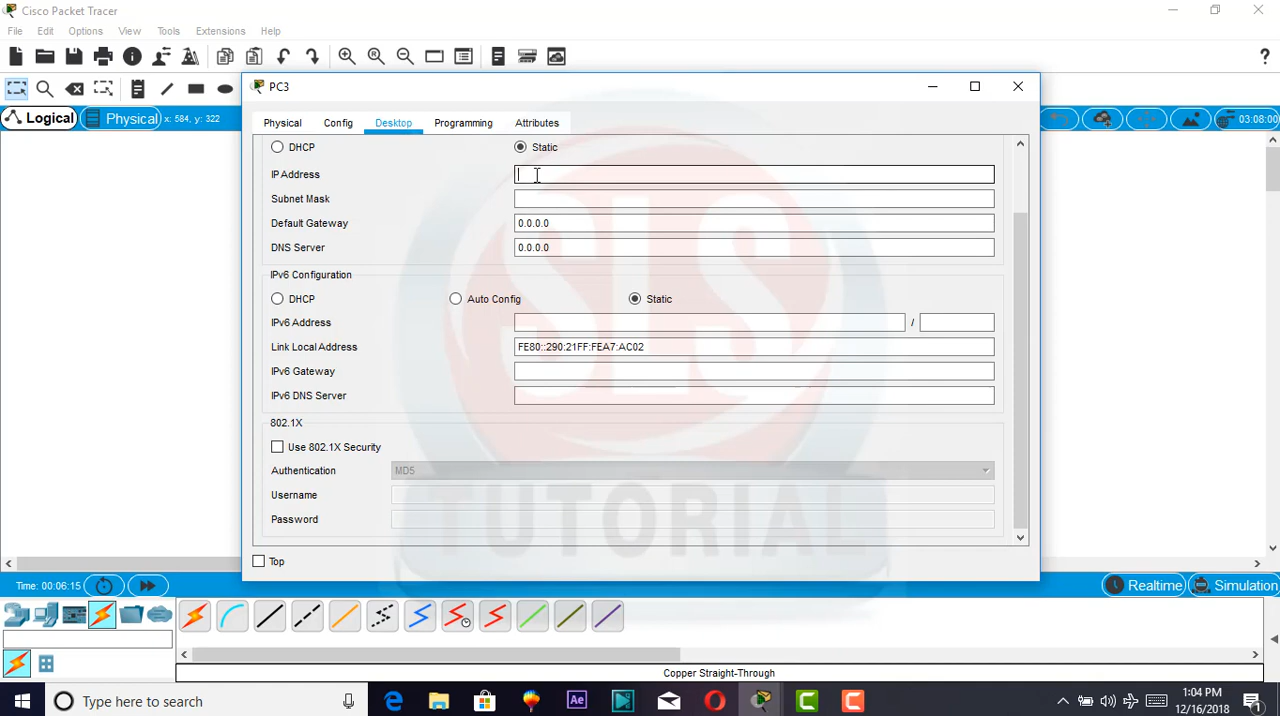 Cisco Packet Tracer
File Edit Options View Tools Extensions Help
?
Logical Physical x: 584, y: 322 03:08:00
PC3
Physical Config Desktop Programming Attributes
DHCP Static
IP Address
Subnet Mask
Default Gateway 0.0.0.0
DNS Server 0.0.0.0
IPv6 Configuration
DHCP Auto Config Static
IPv6 Address /
Link Local Address FE80::290:21FF:FEA7:AC02
IPv6 Gateway
IPv6 DNS Server
802.1X
Use 802.1X Security
Authentication MD5
Username
Password
SLS
TUTORIAL
Top
Time: 00:06:15 Realtime Simulation
Copper Straight-Through
Type here to search Ae 1:04 PM
12/16/2018 1